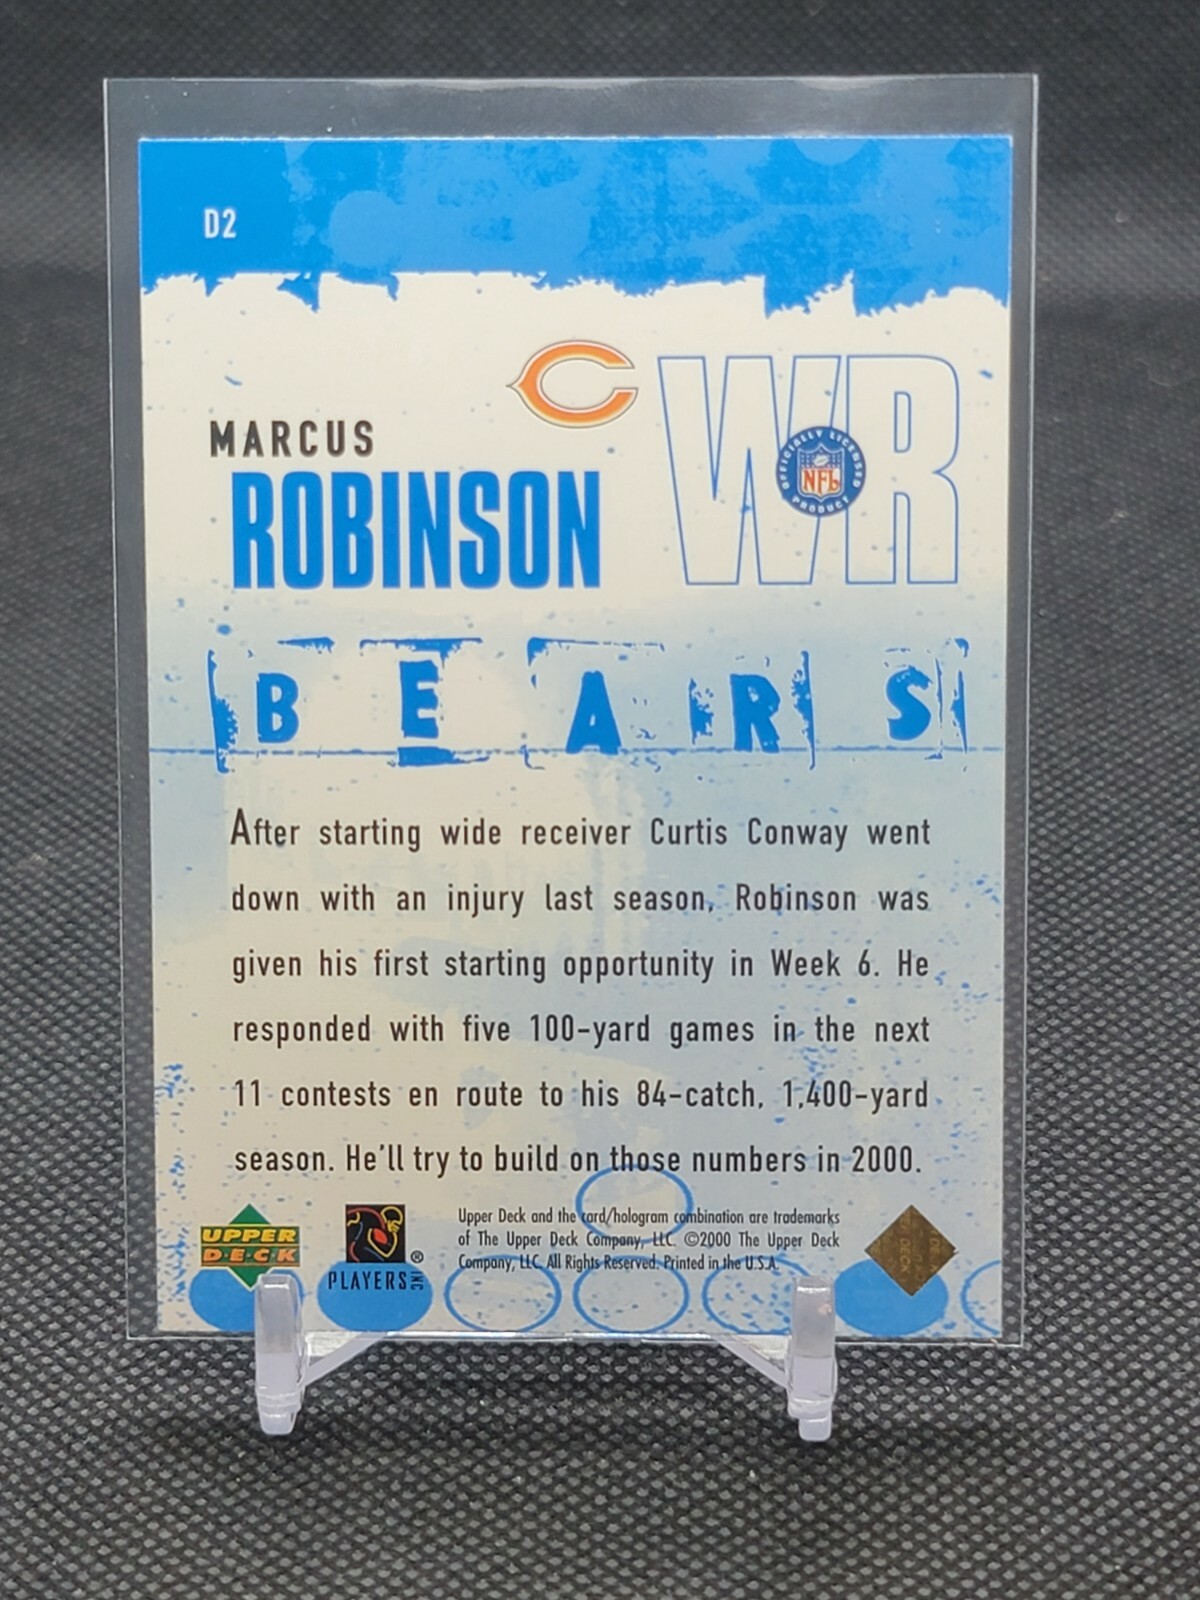 D2
MARCUS
ROBINSON
WR
OFFICIALLY LICENSED
NFL
PRODUCT
BEARS
After starting wide receiver Curtis Conway went
down with an injury last season, Robinson was
given his first starting opportunity in Week 6. He
responded with five 100-yard games in the next
11 contests en route to his 84-catch, 1,400-yard
season. He'll try to build on those numbers in 2000.
UPPER
DECK
PLAYERS INC
®
Upper Deck and the card/hologram combination are trademarks
of The Upper Deck Company, LLC. ©2000 The Upper Deck
Company, LLC. All Rights Reserved. Printed in the U.S.A.